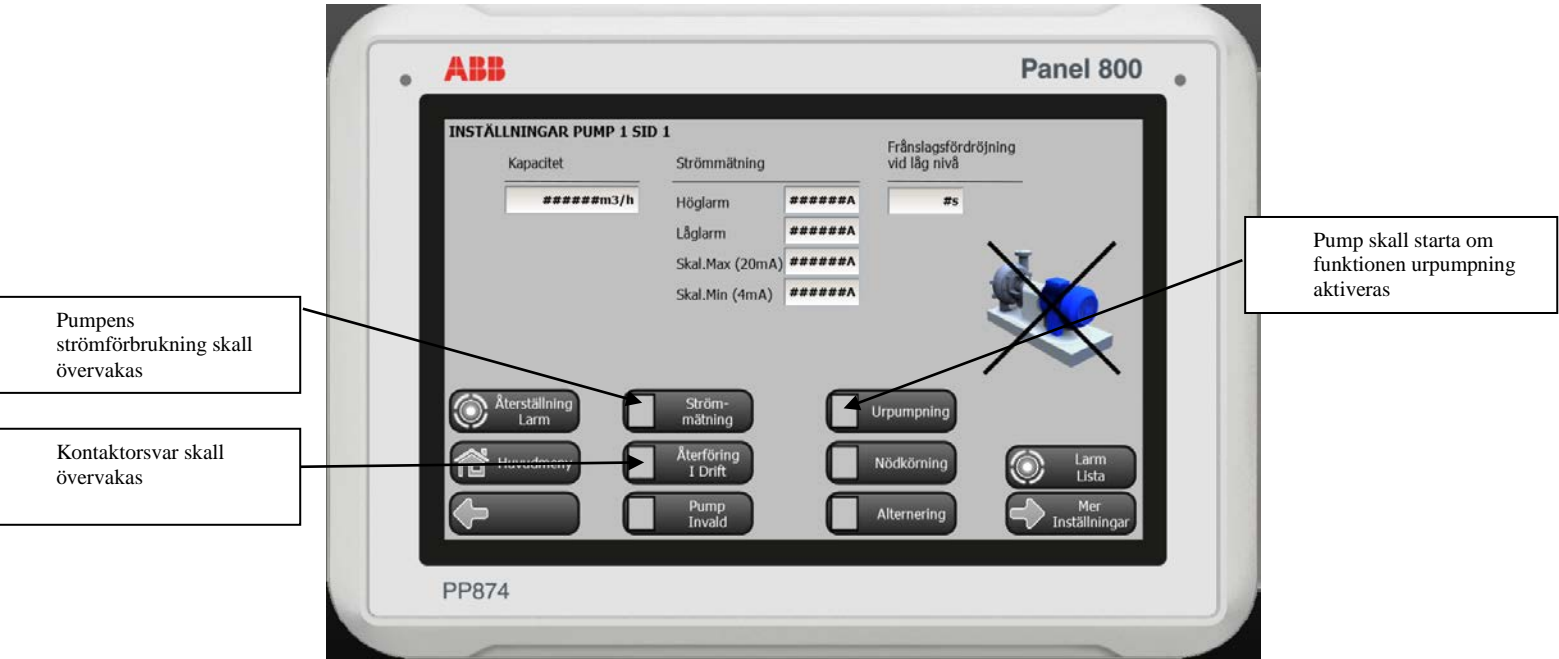 ABB
Panel 800
INSTÄLLNINGAR PUMP 1 SID 1
Kapacitet
Strömmätning
Frånslagsfördröjning
vid låg nivå
######m3/h
Höglarm
######A
#s
Låglarm
######A
Skal.Max (20mA)
######A
Skal.Min (4mA)
######A
Pump skall starta om
funktionen urpumpning
aktiveras
Pumpens
strömförbrukning skall
övervakas
Kontaktorsvar skall
övervakas
Återställning
Larm
Ström-
mätning
Urpumpning
Huvudmeny
Återföring
I Drift
Nödkörning
Larm
Lista
Pump
Invald
Alternering
Mer
Inställningar
PP874